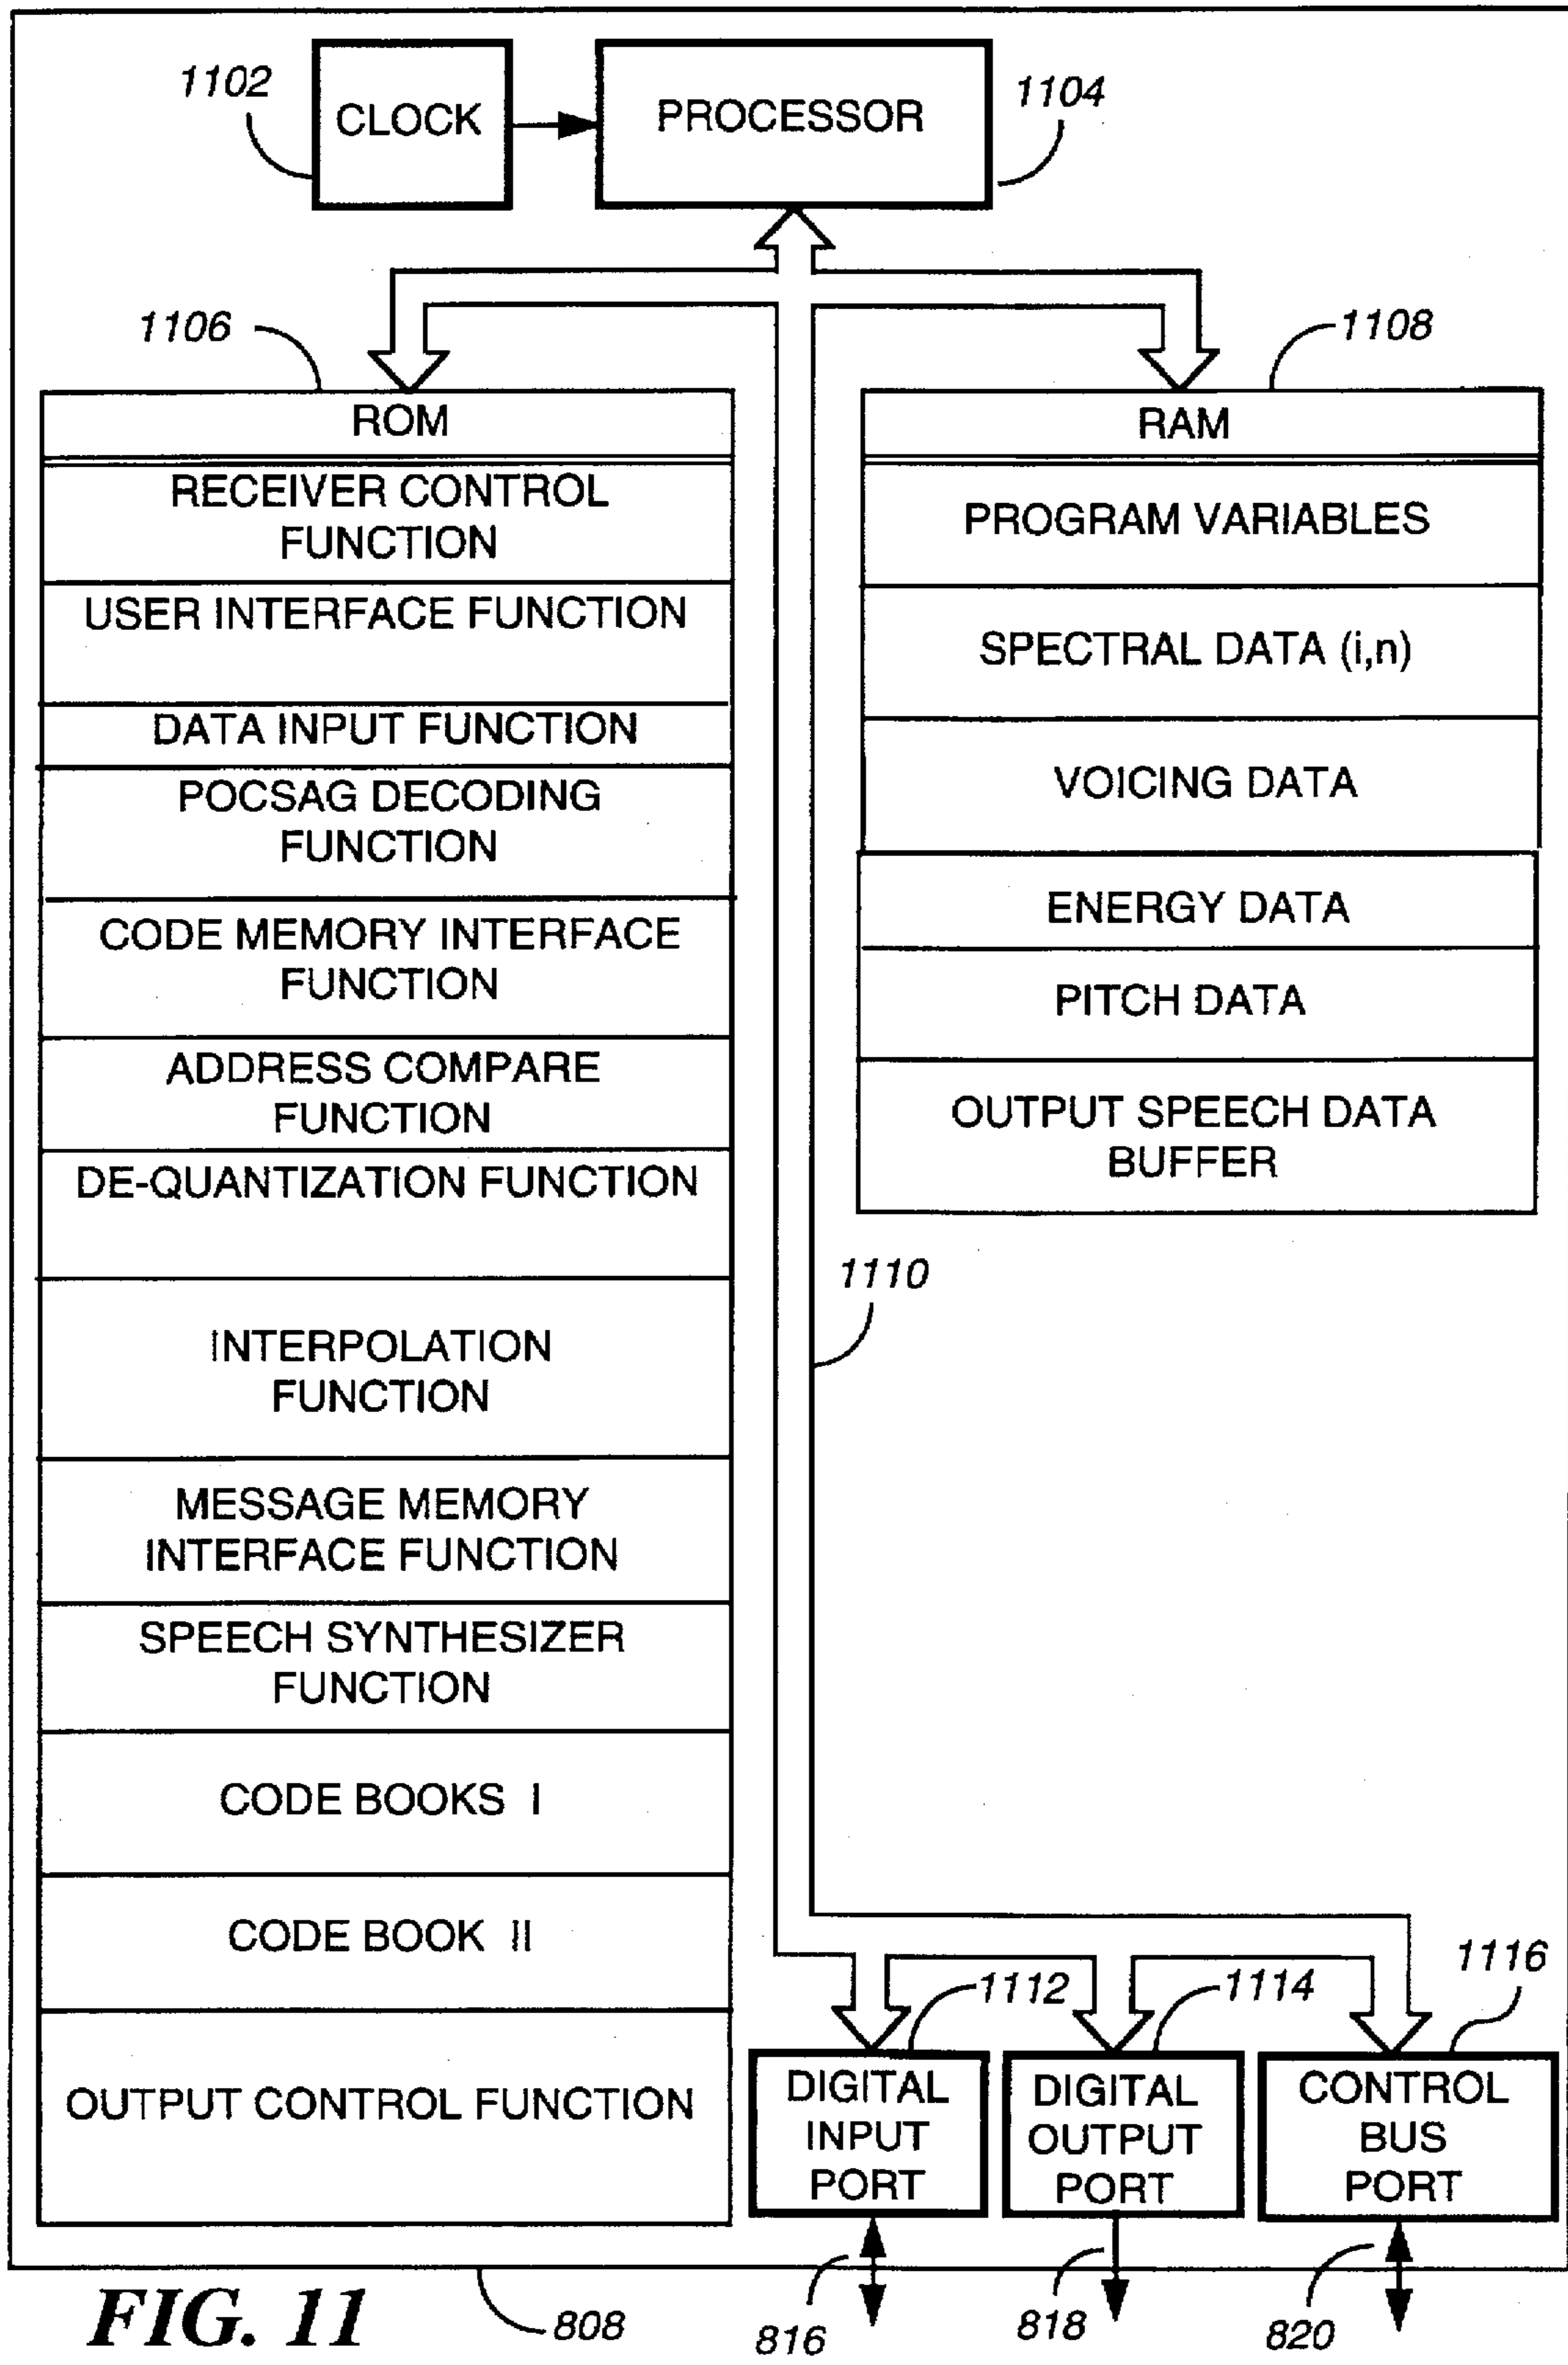 1102
CLOCK
PROCESSOR
1104
1106
1108
ROM
RECEIVER CONTROL
FUNCTION
USER INTERFACE FUNCTION
DATA INPUT FUNCTION
POCSAG DECODING
FUNCTION
CODE MEMORY INTERFACE
FUNCTION
ADDRESS COMPARE
FUNCTION
DE-QUANTIZATION FUNCTION
INTERPOLATION
FUNCTION
MESSAGE MEMORY
INTERFACE FUNCTION
SPEECH SYNTHESIZER
FUNCTION
CODE BOOKS I
CODE BOOK II
OUTPUT CONTROL FUNCTION
RAM
PROGRAM VARIABLES
SPECTRAL DATA (i,n)
VOICING DATA
ENERGY DATA
PITCH DATA
OUTPUT SPEECH DATA
BUFFER
1110
1112
1114
1116
DIGITAL
INPUT
PORT
DIGITAL
OUTPUT
PORT
CONTROL
BUS
PORT
816
818
820
808
FIG. 11